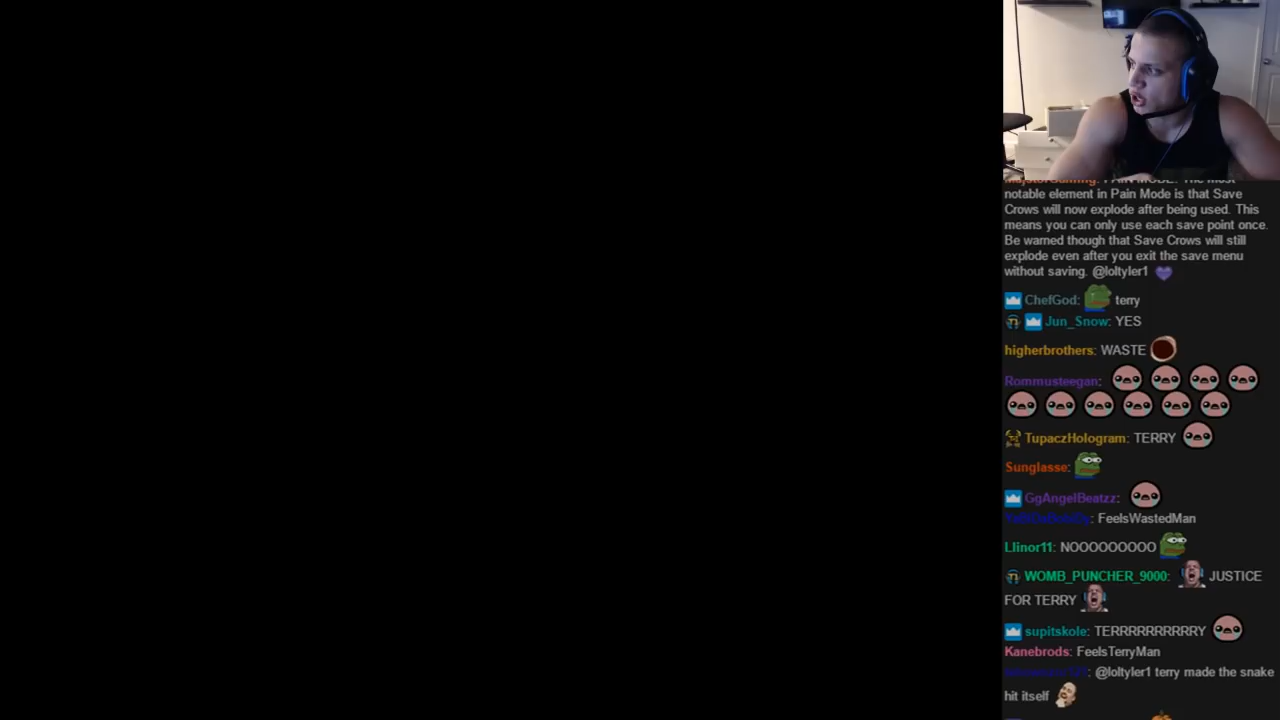 notable element in Pain Mode is that Save
Crows will now explode after being used. This
means you can only use each save point once.
Be warned though that Save Crows will still
explode even after you exit the save menu
without saving. @loltyler1
ChefGod: terry
Jun_Snow: YES
higherbrothers: WASTE
Rommusteegan:
TupaczHologram: TERRY
Sunglasse:
GgAngelBeatzz:
: FeelsWastedMan
Llinor11: NOOOOOOOOO
WOMB_PUNCHER_9000: JUSTICE
FOR TERRY
supitskole: TERRRRRRRRRRY
Kanebrods: FeelsTerryMan
: @loltyler1 terry made the snake
hit itself